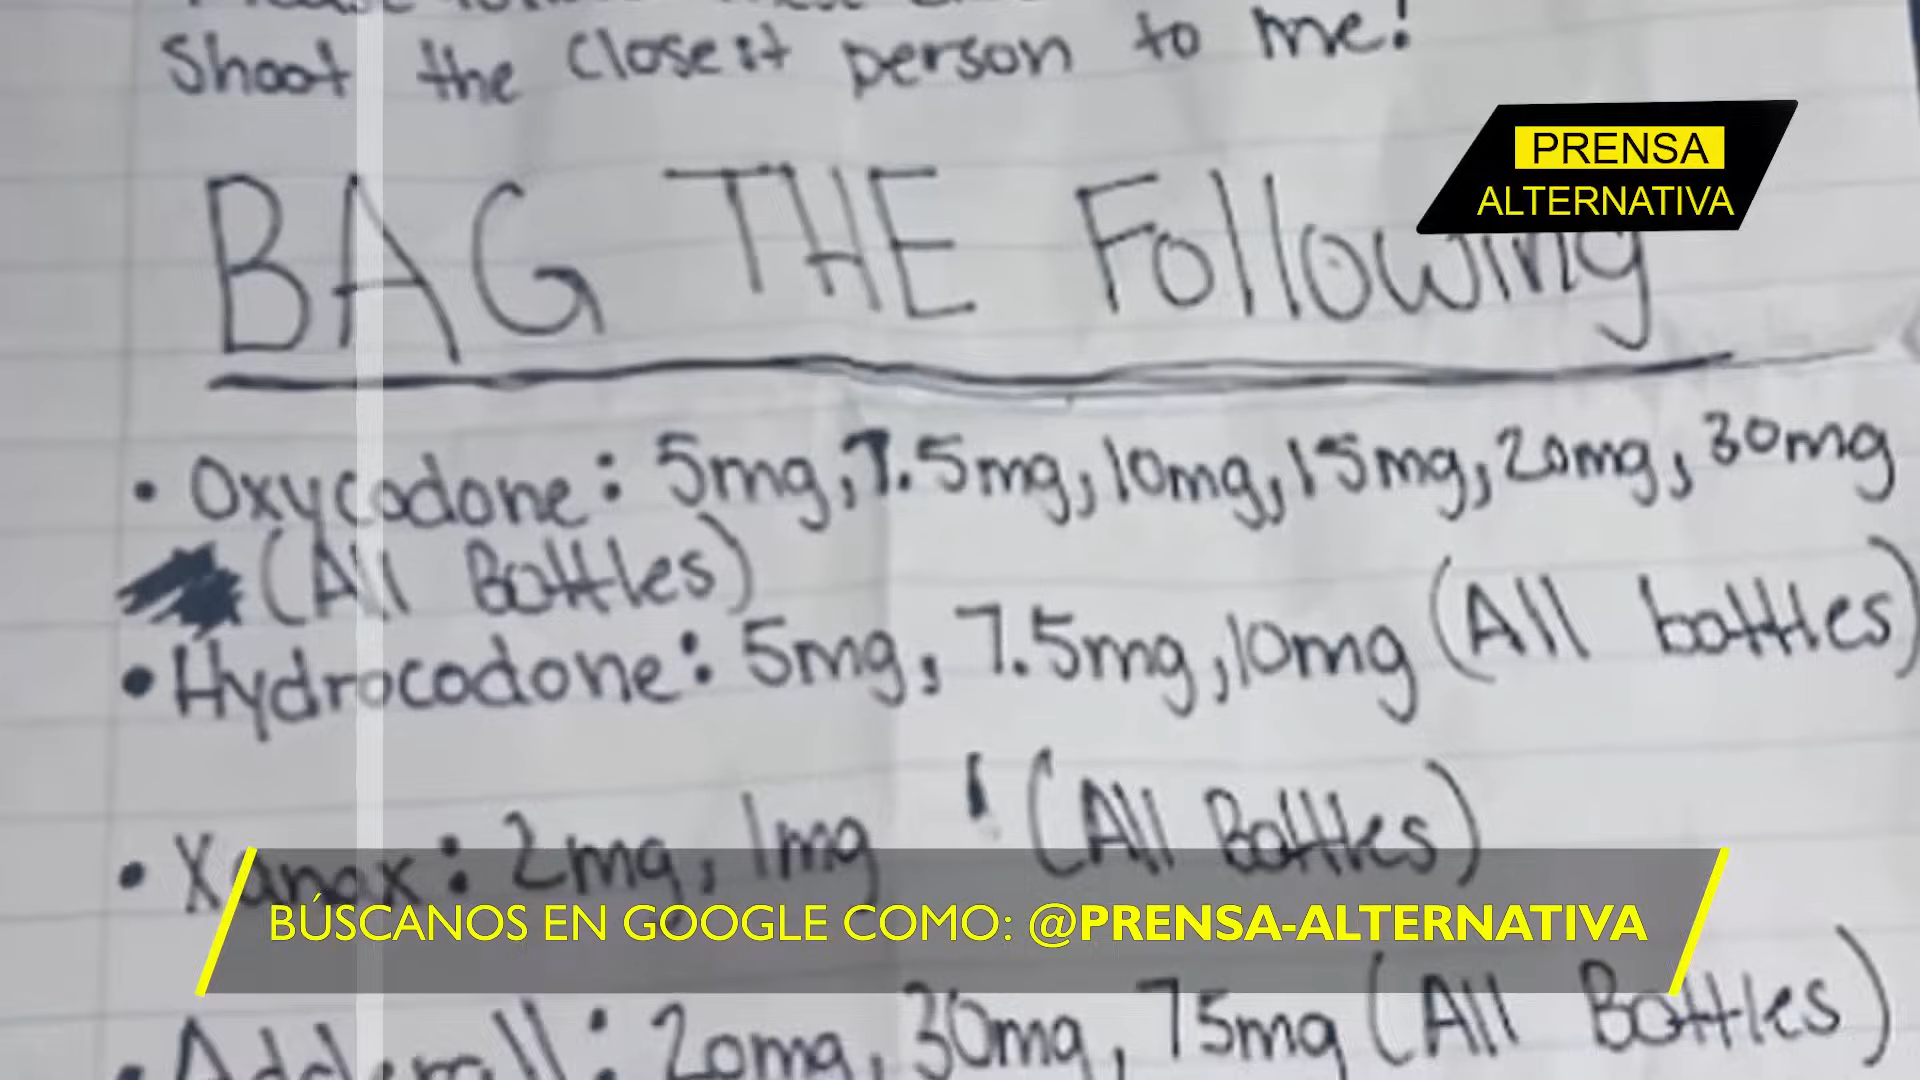 Shoot the closest person to me!
PRENSA
ALTERNATIVA
BAG THE Following
• Oxycodone: 5mg, 7.5mg, 10mg, 15mg, 20mg, 30mg
(All Bottles)
• Hydrocodone: 5mg, 7.5mg, 10mg (All bottles)
• Xanax: 2mg, 1mg (All Bottles)
BÚSCANOS EN GOOGLE COMO: @PRENSA-ALTERNATIVA
• Adderall: 20mg, 30mg, 75mg (All Bottles)